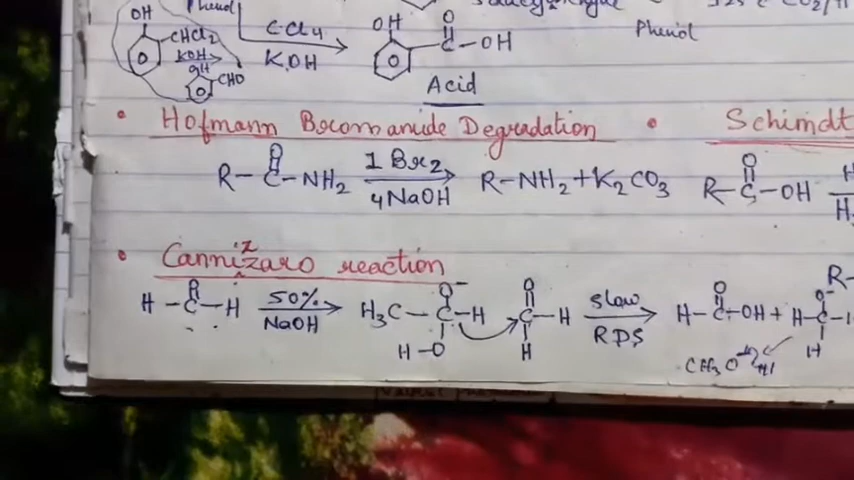 OH Phenol OH O Phenol
CHCl2 CCl4 C-OH
KOH KOH
CHO
Acid
• Hofmann Bromamide Degradation • Schimdt
R-C-NH2 1 Br2 R-NH2+K2CO3 R-C-OH H
O 4NaOH O H
• Cannizaro reaction
z
R-
H-C-H 50% H3C-C-H C-H slow H-C-OH + H-C-
O NaOH O- O RDS O O-
H-O H H
CH3O